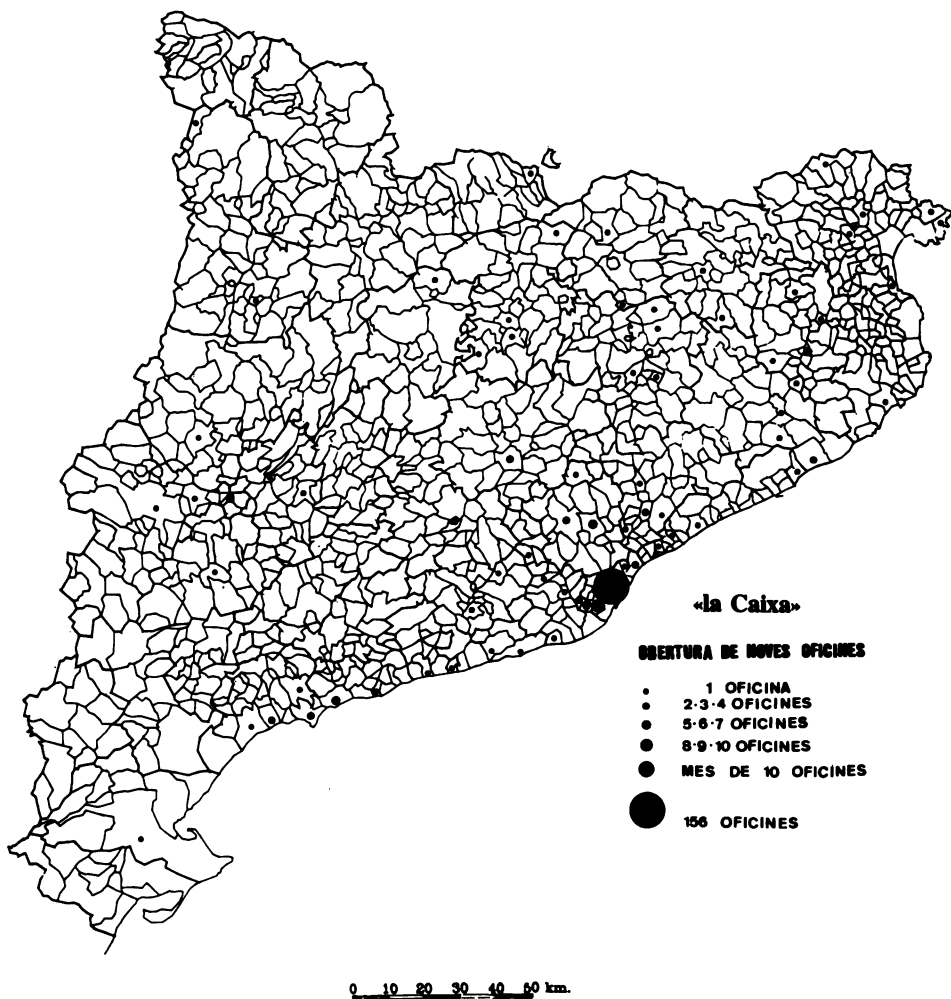 «la Caixa»
OBERTURA DE NOVES OFICINES
1 OFICINA
2·3·4 OFICINES
5·6·7 OFICINES
8·9·10 OFICINES
MES DE 10 OFICINES
156 OFICINES
0 10 20 30 40 50 km.